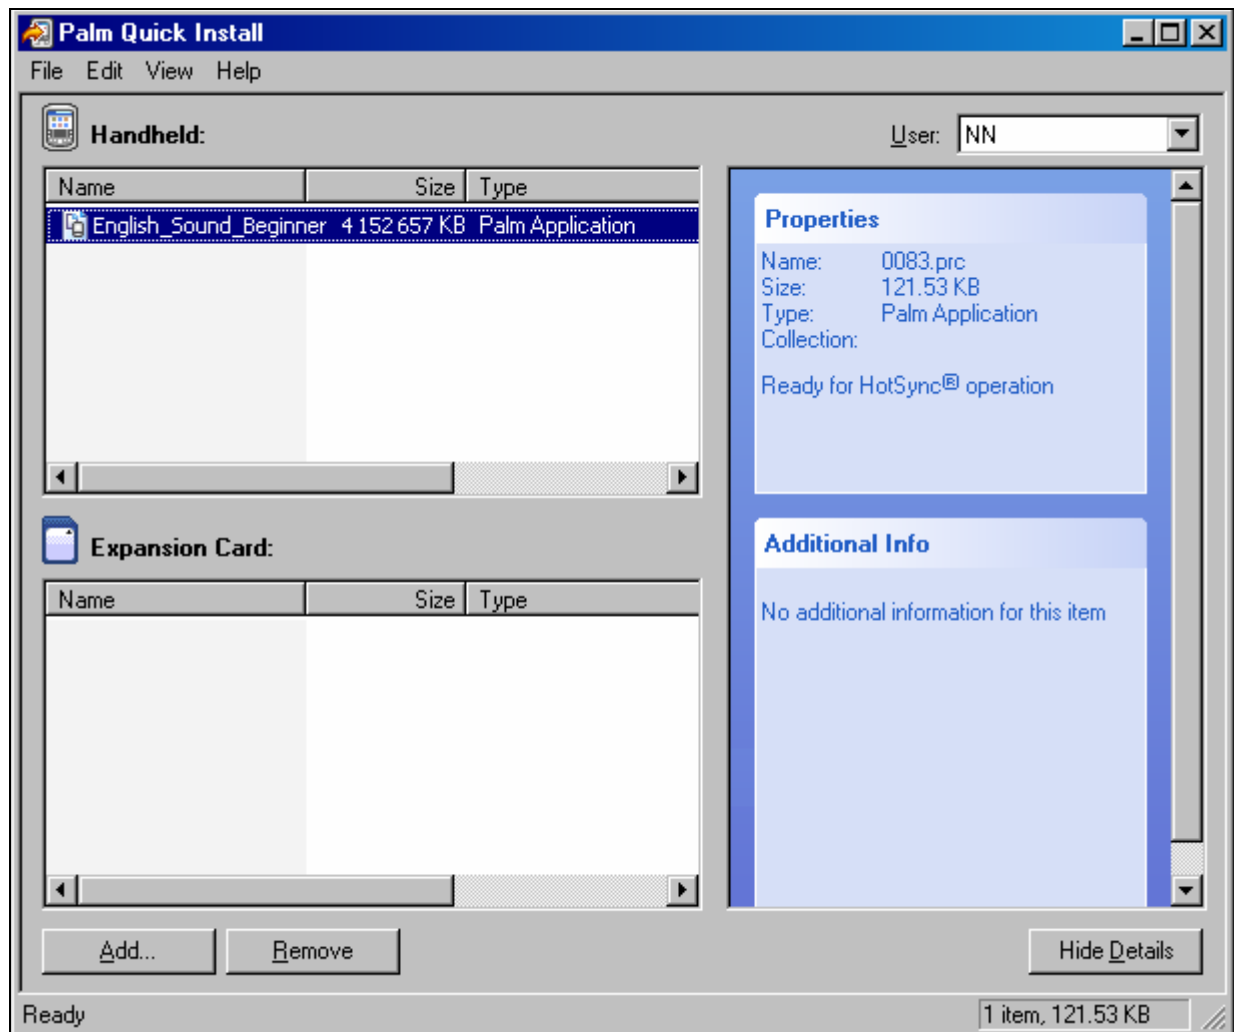 Palm Quick Install
File Edit View Help
Handheld:
User: NN
Name Size Type
English_Sound_Beginner 4 152 657 KB Palm Application
Properties
Name: 0083.prc
Size: 121.53 KB
Type: Palm Application
Collection:
Ready for HotSync® operation
Expansion Card:
Name Size Type
Additional Info
No additional information for this item
Add... Remove
Hide Details
Ready
1 item, 121.53 KB